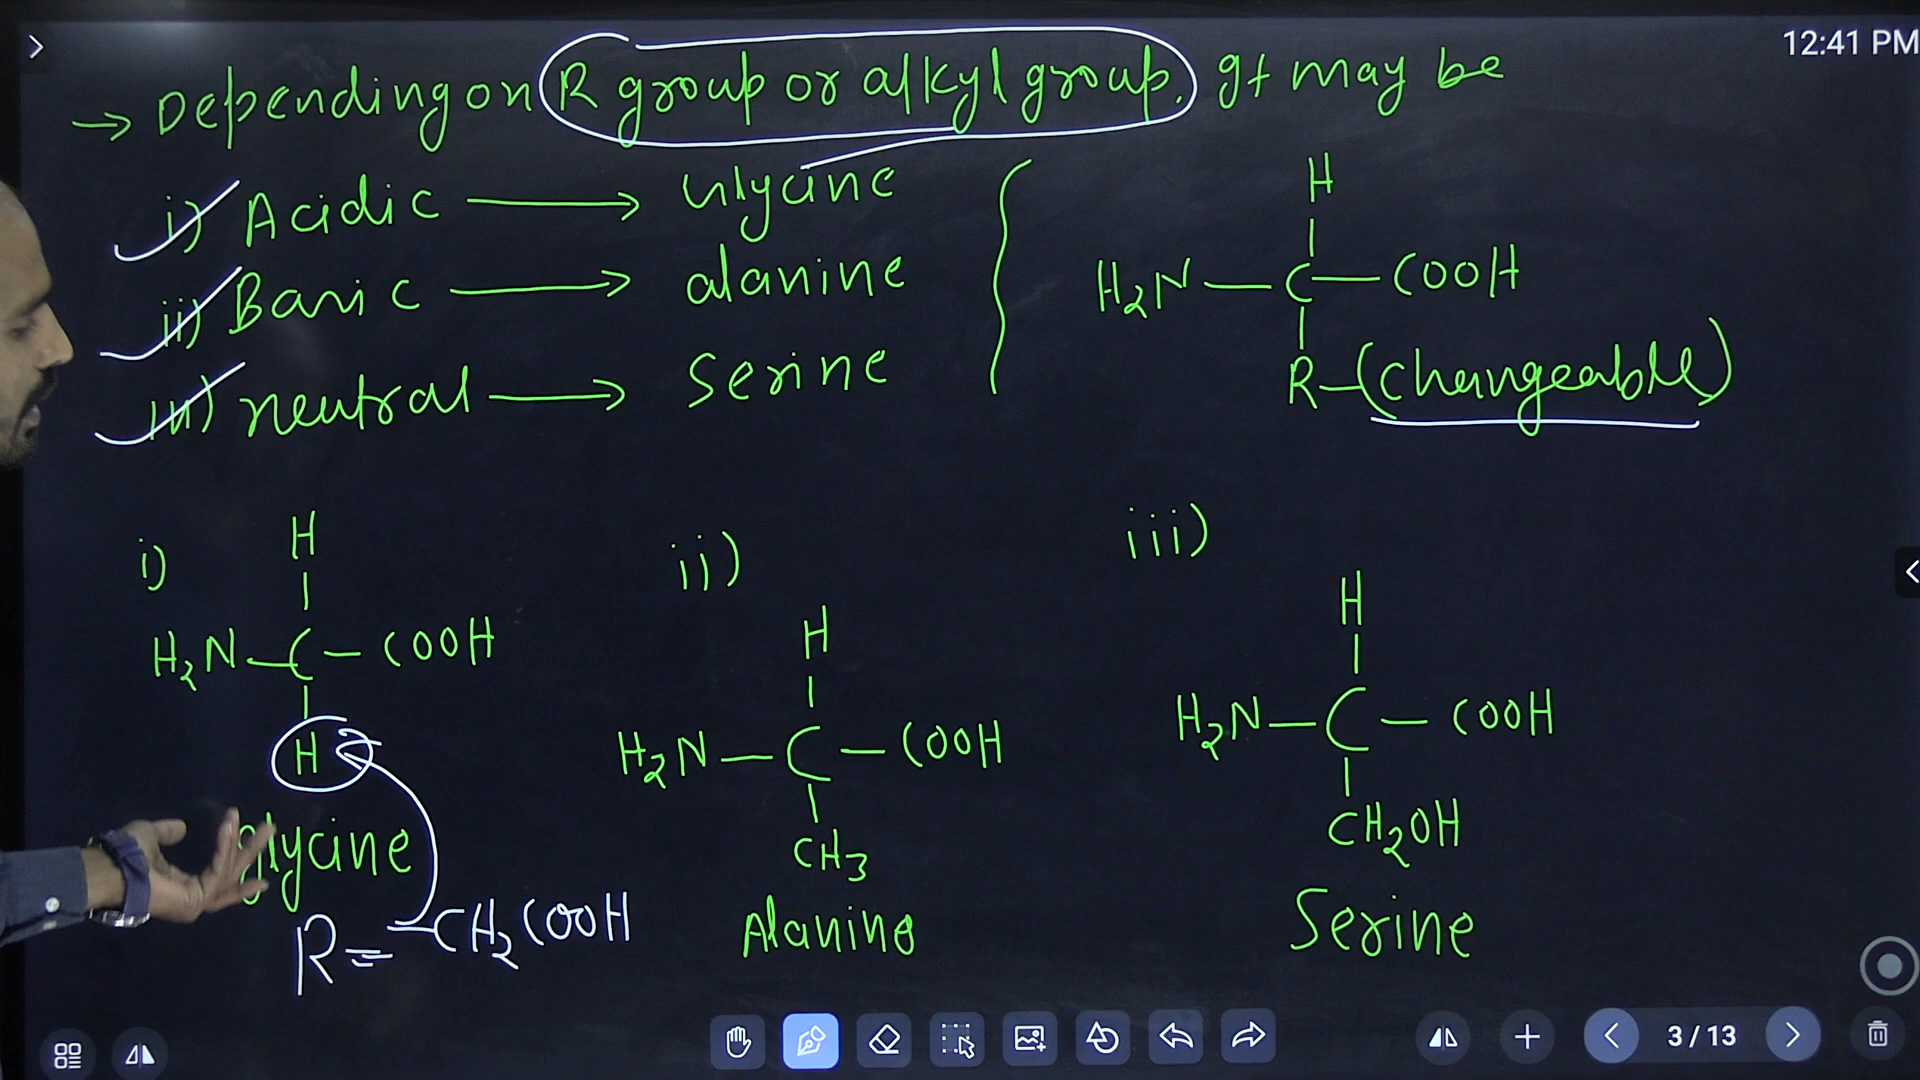 12:41 PM
→ Depending on R group or alkyl group. It may be
i) Acidic → Glycine
ii) Basic → alanine
iii) neutral → Serine
H
H2N — C — COOH
R—(changeable)
i)
H
H2N — C — COOH
H
glycine
R = —CH2COOH
ii)
H
H2N — C — COOH
CH3
Alanine
iii)
H
H2N — C — COOH
CH2OH
Serine
3/13